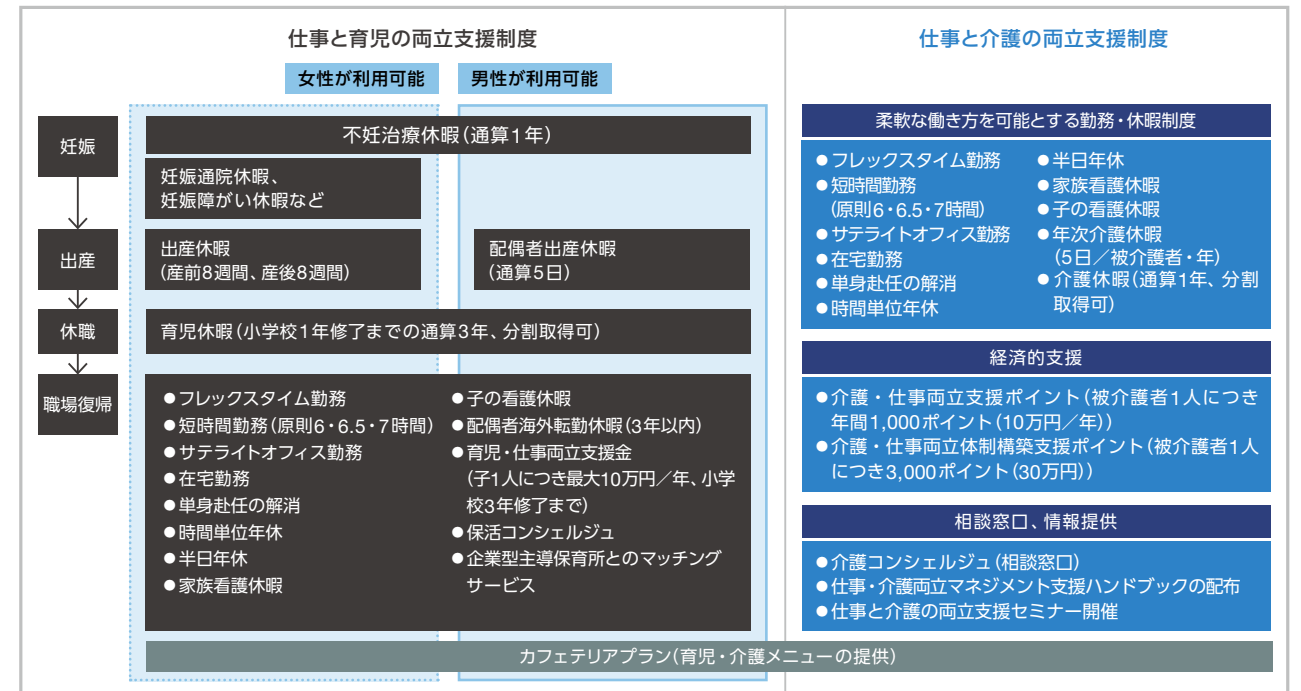 仕事と育児の両立支援制度
女性が利用可能
男性が利用可能
妊娠
不妊治療休暇（通算1年）
妊娠通院休暇、
妊娠障がい休暇など
出産
出産休暇
（産前8週間、産後8週間）
配偶者出産休暇
（通算5日）
休職
育児休暇（小学校1年修了までの通算3年、分割取得可）
職場復帰
●フレックスタイム勤務
●短時間勤務（原則6・6.5・7時間）
●サテライトオフィス勤務
●在宅勤務
●単身赴任の解消
●時間単位年休
●半日年休
●家族看護休暇
●子の看護休暇
●配偶者海外転勤休暇（3年以内）
●育児・仕事両立支援金
（子1人につき最大10万円／年、小学
校3年修了まで）
●保活コンシェルジュ
●企業型主導保育所とのマッチング
サービス
仕事と介護の両立支援制度
柔軟な働き方を可能とする勤務・休暇制度
●フレックスタイム勤務
●短時間勤務
（原則6・6.5・7時間）
●サテライトオフィス勤務
●在宅勤務
●単身赴任の解消
●時間単位年休
●半日年休
●家族看護休暇
●子の看護休暇
●年次介護休暇
（5日／被介護者・年）
●介護休暇（通算1年、分割
取得可）
経済的支援
●介護・仕事両立支援ポイント（被介護者1人につき
年間1,000ポイント（10万円／年））
●介護・仕事両立体制構築支援ポイント（被介護者1人
につき3,000ポイント（30万円））
相談窓口、情報提供
●介護コンシェルジュ（相談窓口）
●仕事・介護両立マネジメント支援ハンドブックの配布
●仕事と介護の両立支援セミナー開催
カフェテリアプラン（育児・介護メニューの提供）